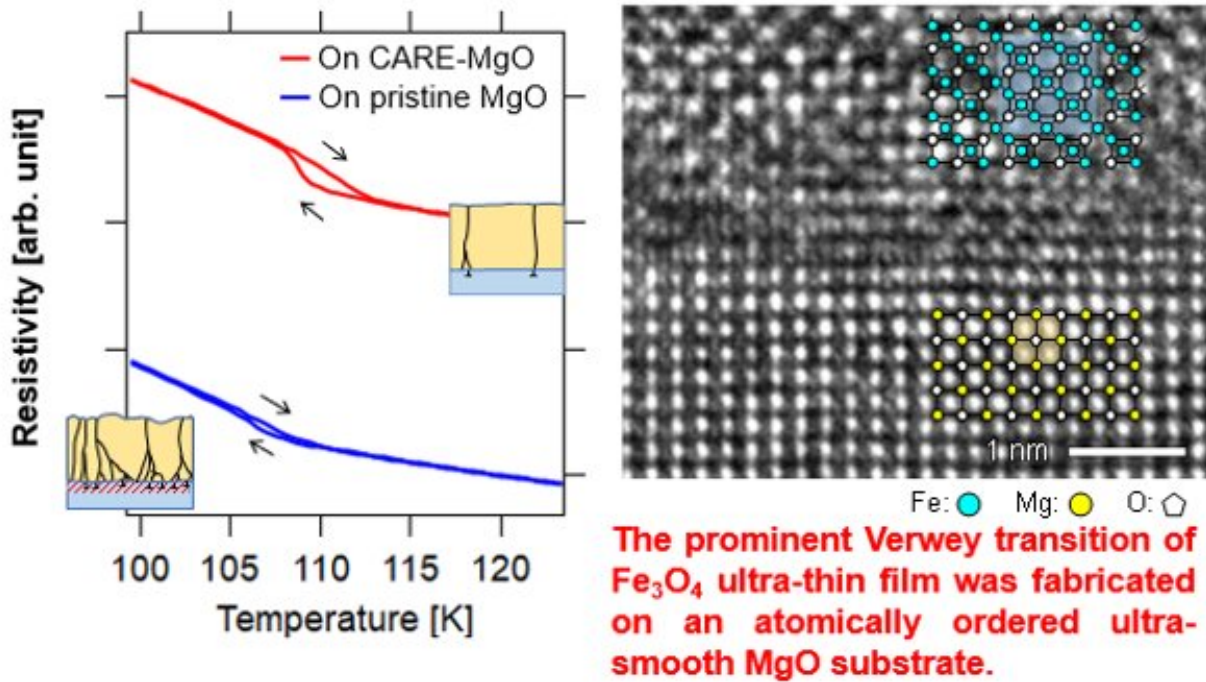 On CARE-MgO
On pristine MgO
Resistivity [arb. unit]
100 105 110 115 120
Temperature [K]
1 nm
Fe: Mg: O:
The prominent Verwey transition of
Fe₃O₄ ultra-thin film was fabricated
on an atomically ordered ultra-
smooth MgO substrate.